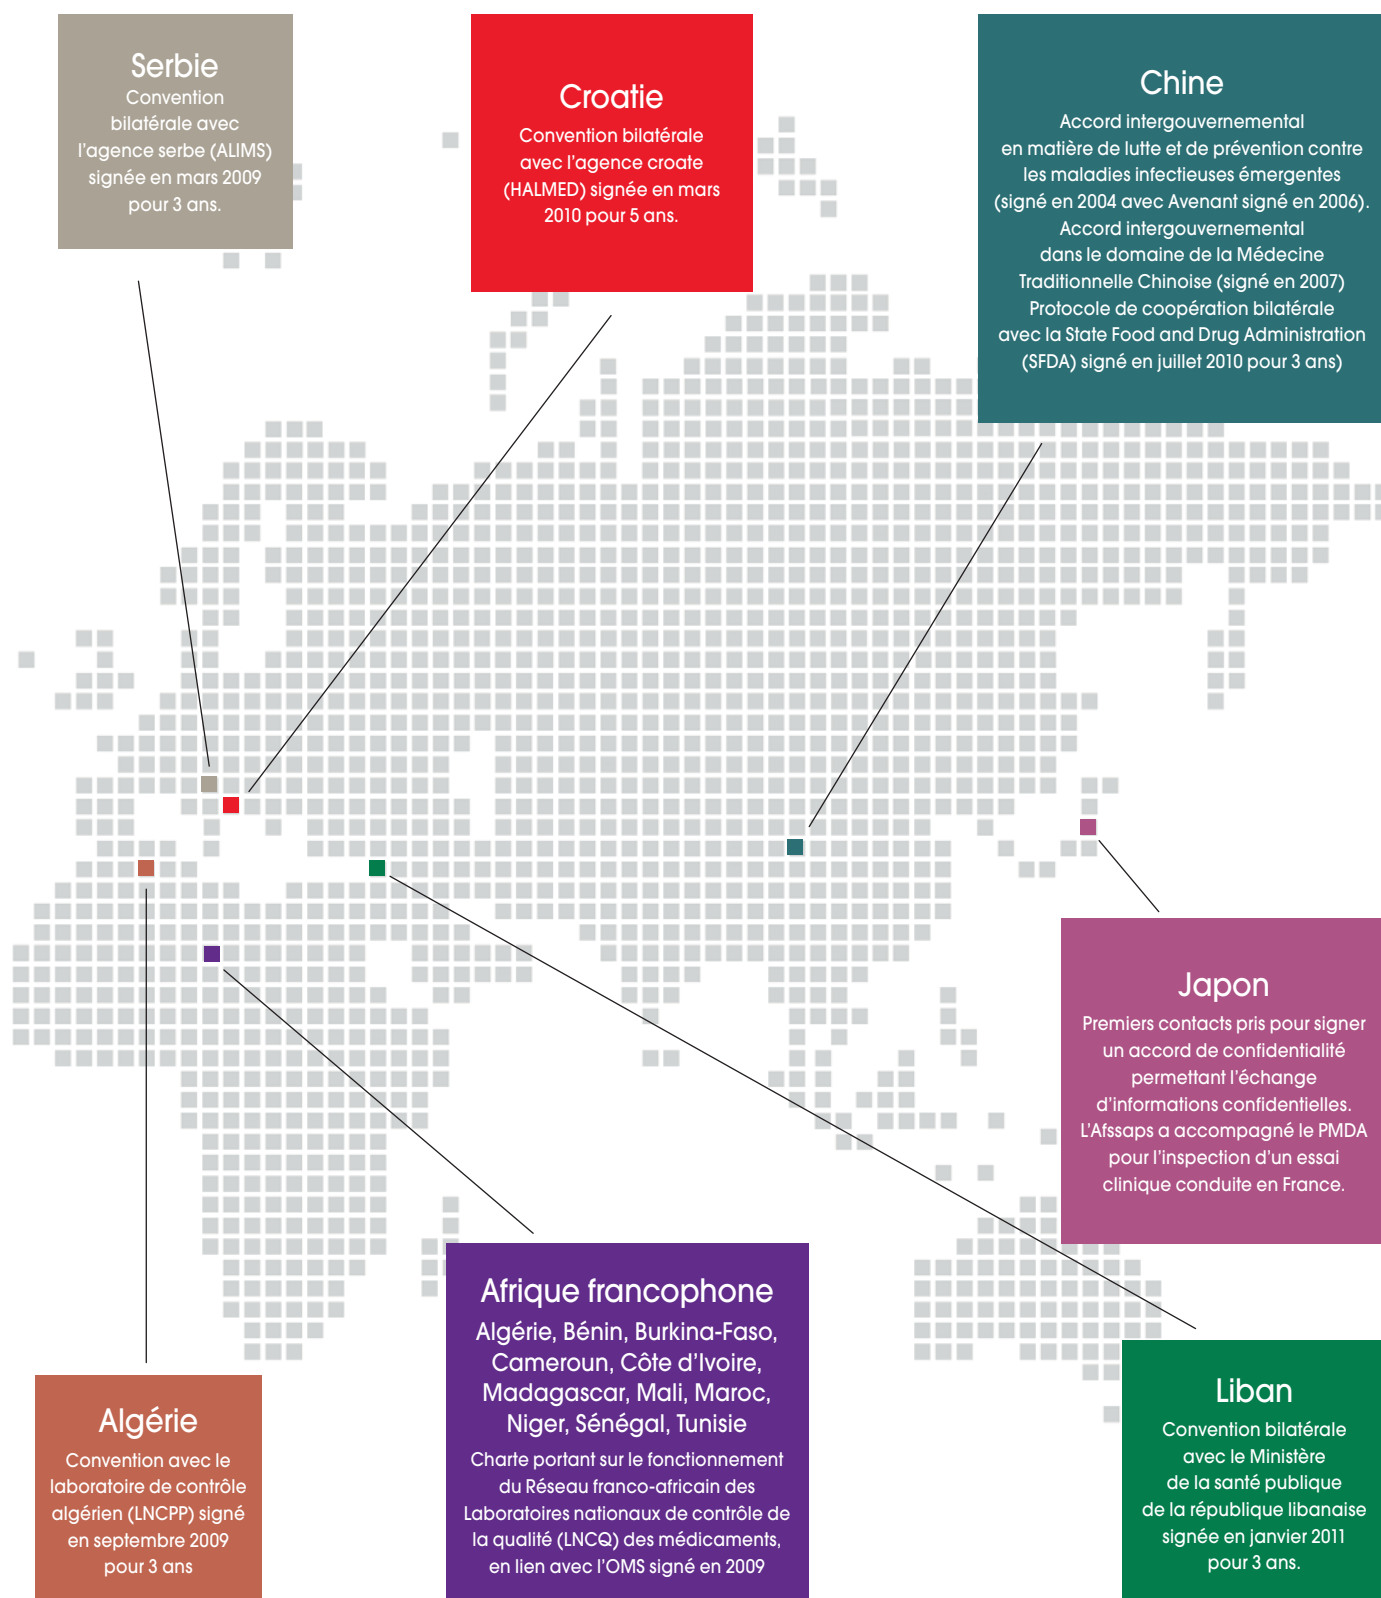 Serbie
Convention
bilatérale avec
l'agence serbe (ALIMS)
signée en mars 2009
pour 3 ans.
Croatie
Convention bilatérale
avec l'agence croate
(HALMED) signée en mars
2010 pour 5 ans.
Chine
Accord intergouvernemental
en matière de lutte et de prévention contre
les maladies infectieuses émergentes
(signé en 2004 avec Avenant signé en 2006).
Accord intergouvernemental
dans le domaine de la Médecine
Traditionnelle Chinoise (signé en 2007)
Protocole de coopération bilatérale
avec la State Food and Drug Administration
(SFDA) signé en juillet 2010 pour 3 ans)
Japon
Premiers contacts pris pour signer
un accord de confidentialité
permettant l'échange
d'informations confidentielles.
L'Afssaps a accompagné le PMDA
pour l'inspection d'un essai
clinique conduite en France.
Afrique francophone
Algérie, Bénin, Burkina-Faso,
Cameroun, Côte d'Ivoire,
Madagascar, Mali, Maroc,
Niger, Sénégal, Tunisie
Charte portant sur le fonctionnement
du Réseau franco-africain des
Laboratoires nationaux de contrôle de
la qualité (LNCQ) des médicaments,
en lien avec l'OMS signé en 2009
Algérie
Convention avec le
laboratoire de contrôle
algérien (LNCPP) signé
en septembre 2009
pour 3 ans
Liban
Convention bilatérale
avec le Ministère
de la santé publique
de la république libanaise
signée en janvier 2011
pour 3 ans.